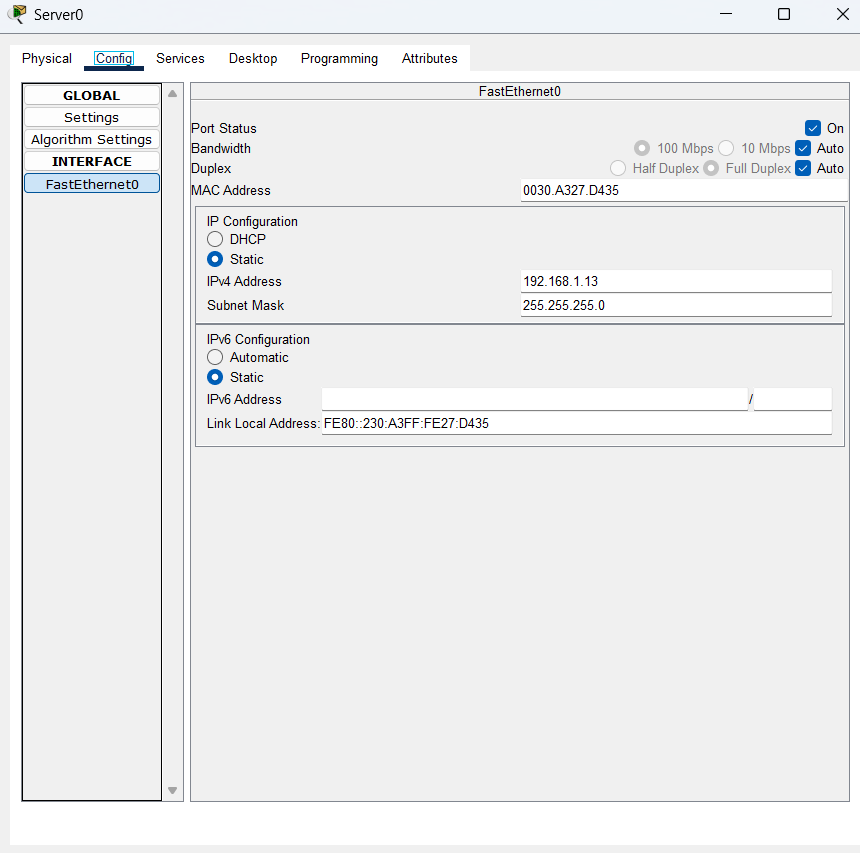 Server0
Physical Config Services Desktop Programming Attributes
GLOBAL
Settings
Algorithm Settings
INTERFACE
FastEthernet0
FastEthernet0
Port Status On
Bandwidth 100 Mbps 10 Mbps Auto
Duplex Half Duplex Full Duplex Auto
MAC Address 0030.A327.D435
IP Configuration
DHCP
Static
IPv4 Address 192.168.1.13
Subnet Mask 255.255.255.0
IPv6 Configuration
Automatic
Static
IPv6 Address /
Link Local Address: FE80::230:A3FF:FE27:D435